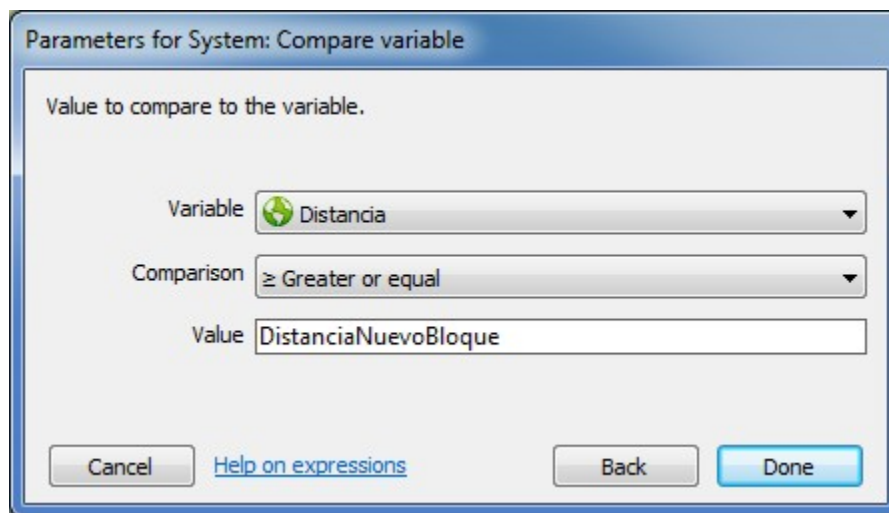 Parameters for System: Compare variable
Value to compare to the variable.
Variable Distancia
Comparison ≥ Greater or equal
Value DistanciaNuevoBloque
Cancel Help on expressions Back Done